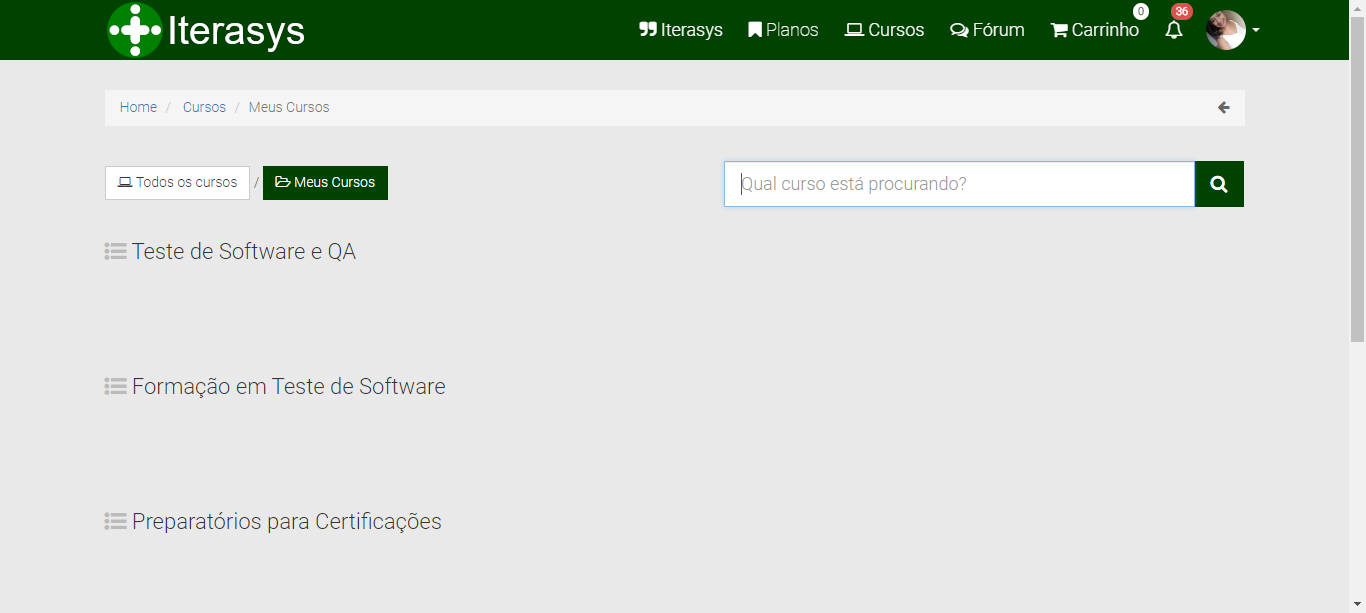 Iterasys
Iterasys Planos Cursos Fórum Carrinho 0 36
Home / Cursos / Meus Cursos
Todos os cursos / Meus Cursos
Qual curso está procurando?
Teste de Software e QA
Formação em Teste de Software
Preparatórios para Certificações